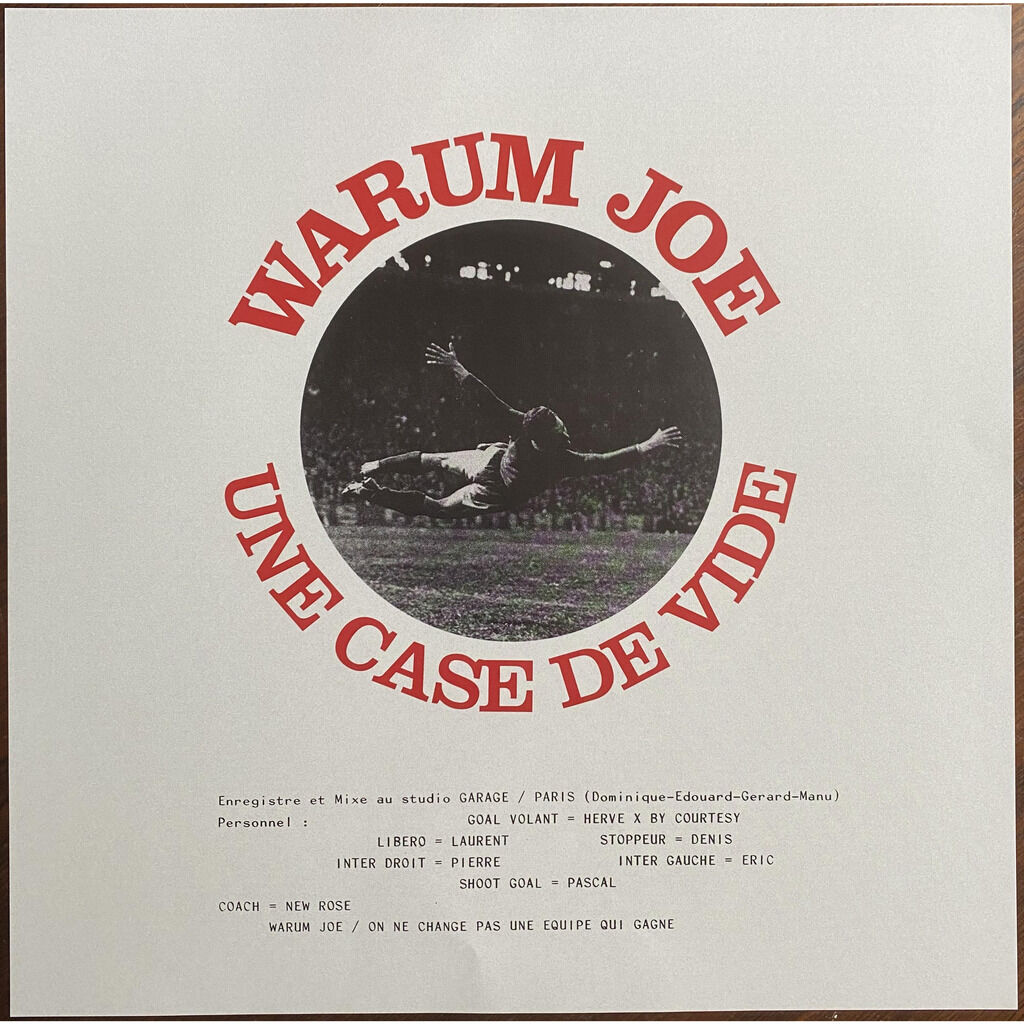 WARUM JOE
UNE CASE DE VIDE
Enregistre et Mixe au studio GARAGE / PARIS (Dominique-Edouard-Gerard-Manu)
Personnel : GOAL VOLANT = HERVE X BY COURTESY
LIBERO = LAURENT STOPPEUR = DENIS
INTER DROIT = PIERRE INTER GAUCHE = ERIC
SHOOT GOAL = PASCAL
COACH = NEW ROSE
WARUM JOE / ON NE CHANGE PAS UNE EQUIPE QUI GAGNE